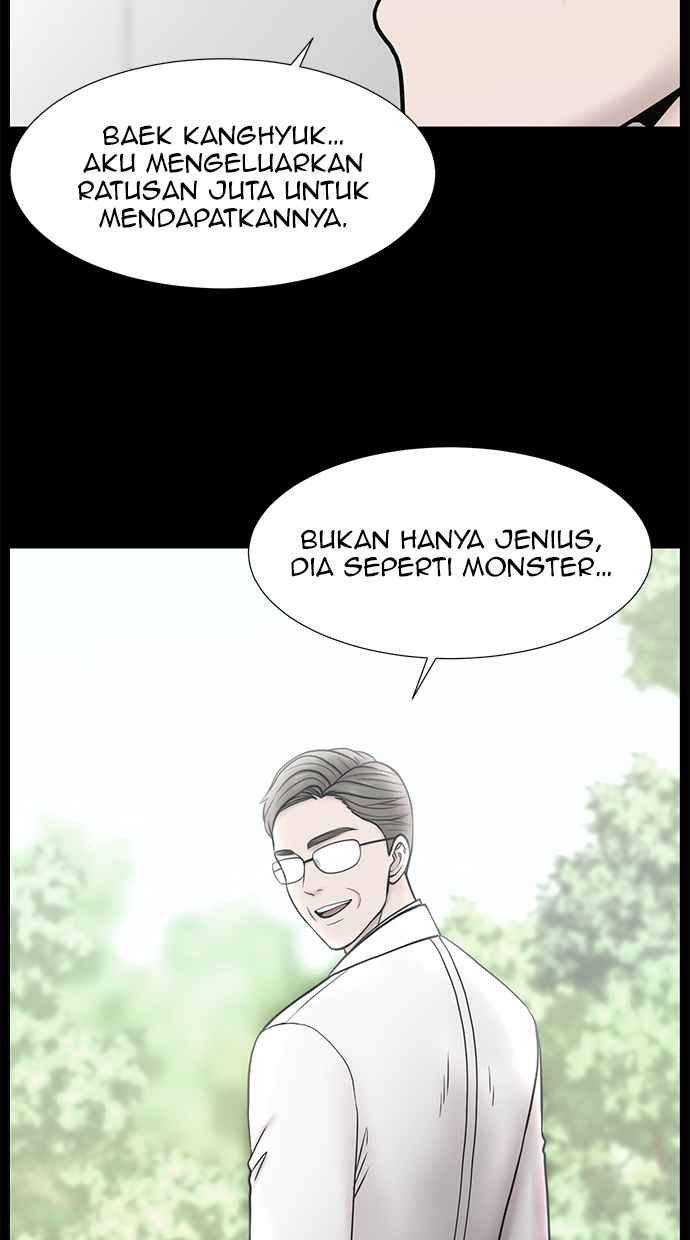 BAEK KANGHYUK...
AKU MENGELUARKAN
RATUSAN JUTA UNTUK
MENDAPATKANNYA.
BUKAN HANYA JENIUS,
DIA SEPERTI MONSTER...